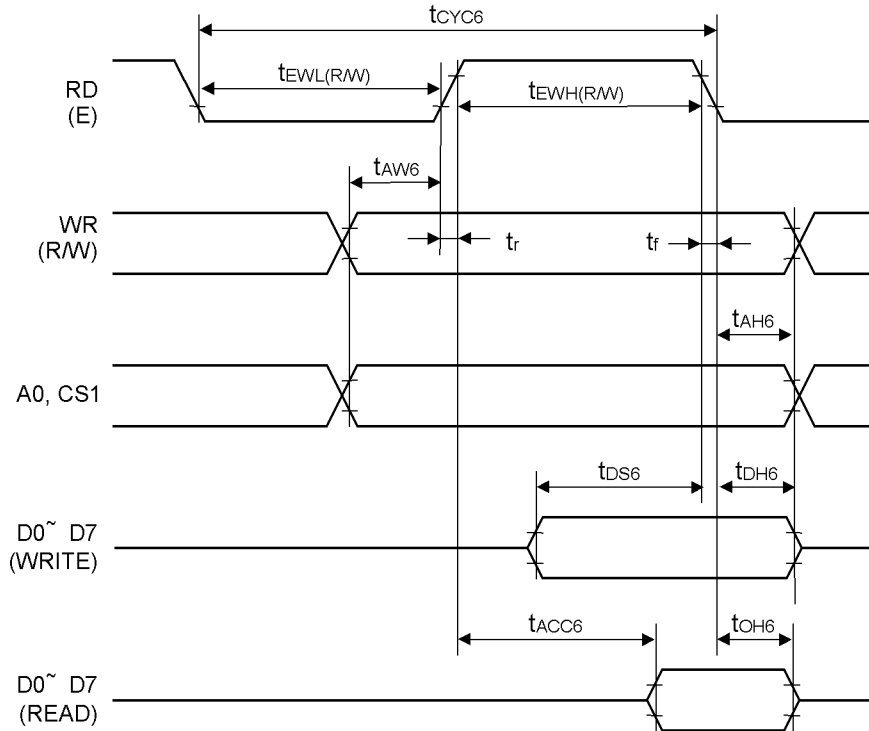 tCYC6
tEWL(R/W)
RD
(E)
tEWH(R/W)
tAW6
WR
(R/W)
tr
tf
tAH6
A0, CS1
tDS6
tDH6
D0~ D7
(WRITE)
tACC6
tOH6
D0~ D7
(READ)